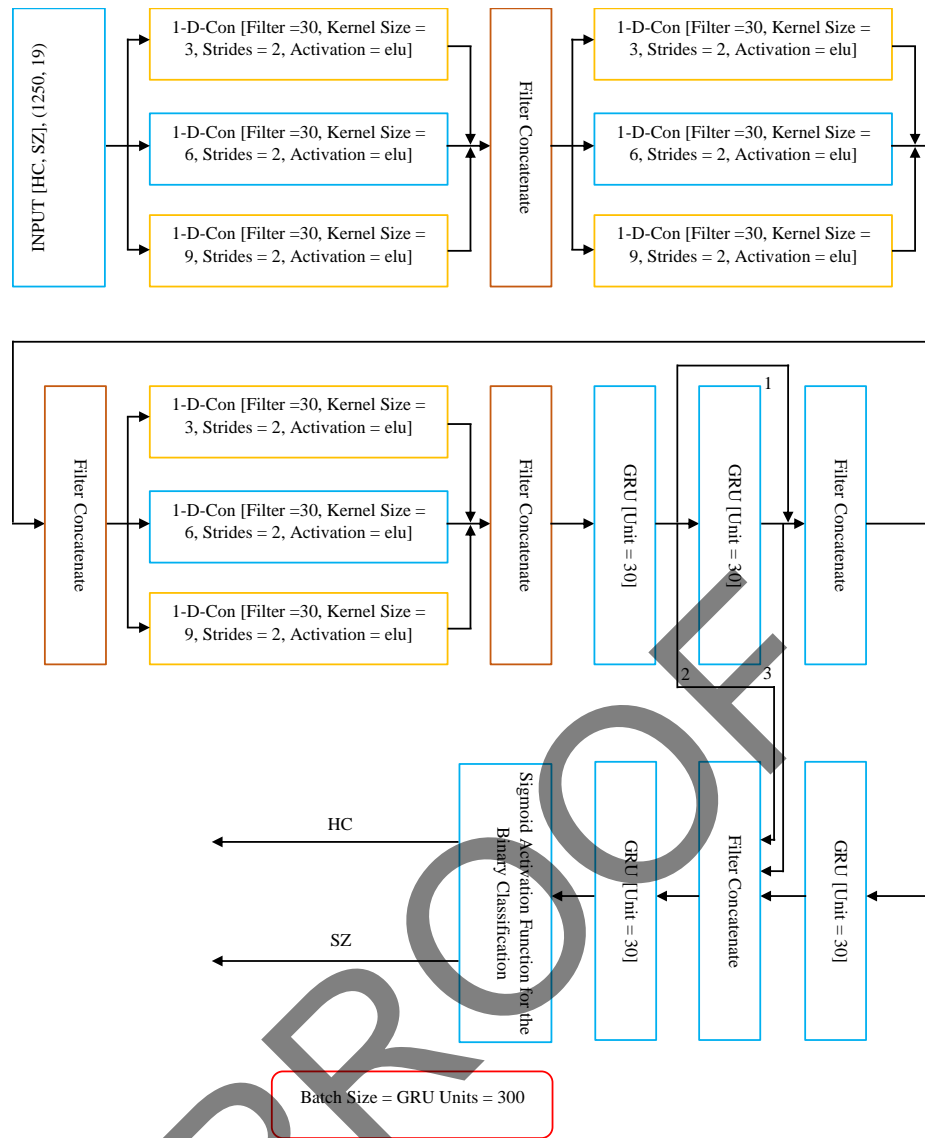 INPUT [HC, SZ], (1250, 19)
1-D-Con [Filter =30, Kernel Size =
3, Strides = 2, Activation = elu]
1-D-Con [Filter =30, Kernel Size =
6, Strides = 2, Activation = elu]
1-D-Con [Filter =30, Kernel Size =
9, Strides = 2, Activation = elu]
Filter Concatenate
1-D-Con [Filter =30, Kernel Size =
3, Strides = 2, Activation = elu]
1-D-Con [Filter =30, Kernel Size =
6, Strides = 2, Activation = elu]
1-D-Con [Filter =30, Kernel Size =
9, Strides = 2, Activation = elu]
Filter Concatenate
1-D-Con [Filter =30, Kernel Size =
3, Strides = 2, Activation = elu]
1-D-Con [Filter =30, Kernel Size =
6, Strides = 2, Activation = elu]
1-D-Con [Filter =30, Kernel Size =
9, Strides = 2, Activation = elu]
Filter Concatenate
GRU [Unit = 30]
GRU [Unit = 30]
1
2
3
Filter Concatenate
GRU [Unit = 30]
Filter Concatenate
GRU [Unit = 30]
Sigmoid Activation Function for the
Binary Classification
HC
SZ
Batch Size = GRU Units = 300
PROOF